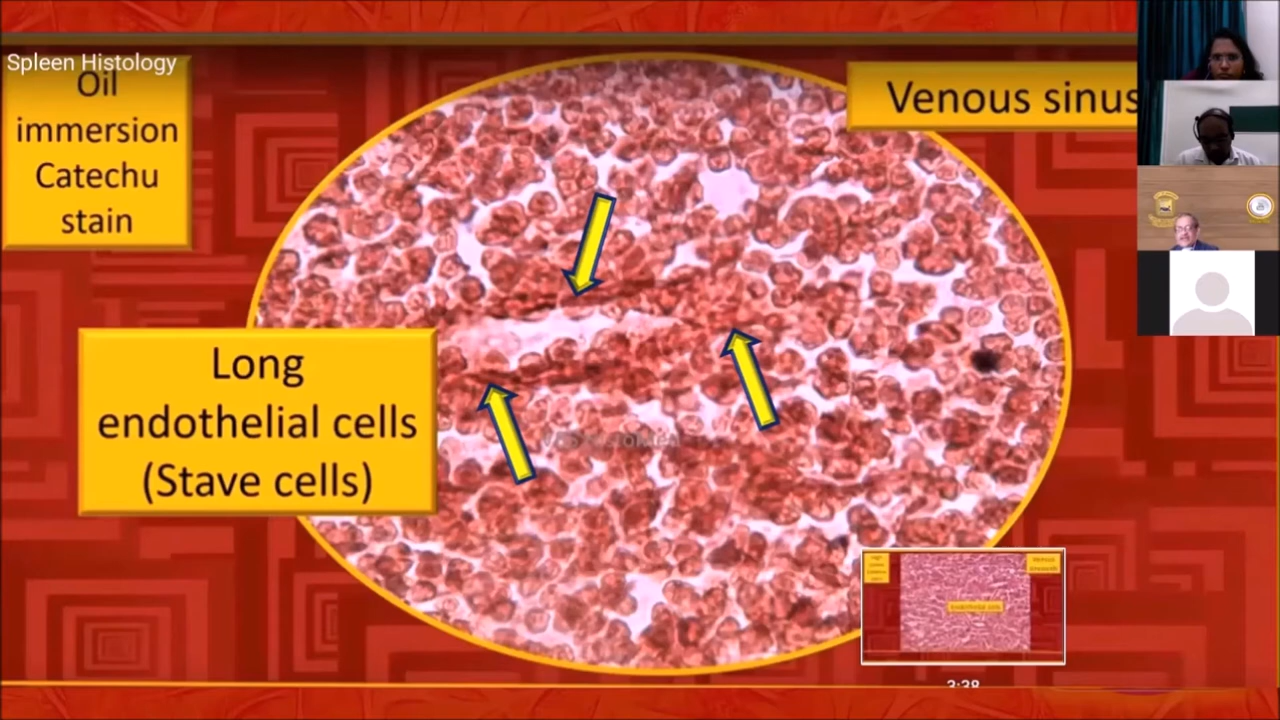 Spleen Histology
Oil
immersion
Catechu
stain
Venous sinus
Long
endothelial cells
(Stave cells)
3:38